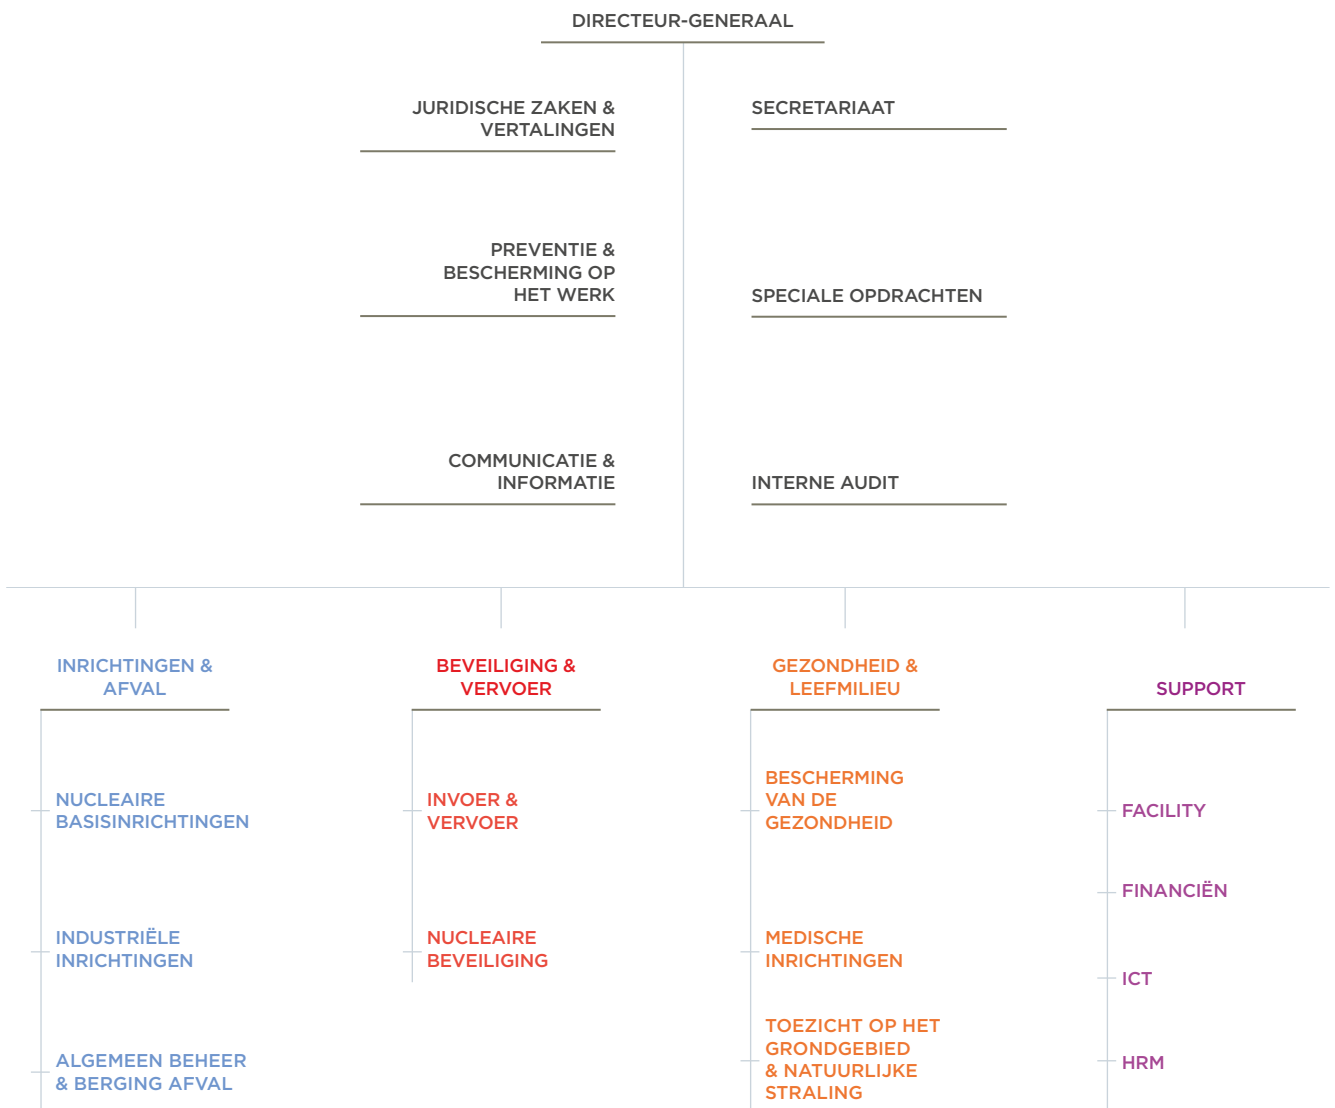 DIRECTEUR-GENERAAL
JURIDISCHE ZAKEN &
VERTALINGEN
SECRETARIAAT
PREVENTIE &
BESCHERMING OP
HET WERK
SPECIALE OPDRACHTEN
COMMUNICATIE &
INFORMATIE
INTERNE AUDIT
INRICHTINGEN &
AFVAL
NUCLEAIRE
BASISINRICHTINGEN
INDUSTRIËLE
INRICHTINGEN
ALGEMEEN BEHEER
& BERGING AFVAL
BEVEILIGING &
VERVOER
INVOER &
VERVOER
NUCLEAIRE
BEVEILIGING
GEZONDHEID &
LEEFMILIEU
BESCHERMING
VAN DE
GEZONDHEID
MEDISCHE
INRICHTINGEN
TOEZICHT OP HET
GRONDGEBIED
& NATUURLIJKE
STRALING
SUPPORT
FACILITY
FINANCIËN
ICT
HRM